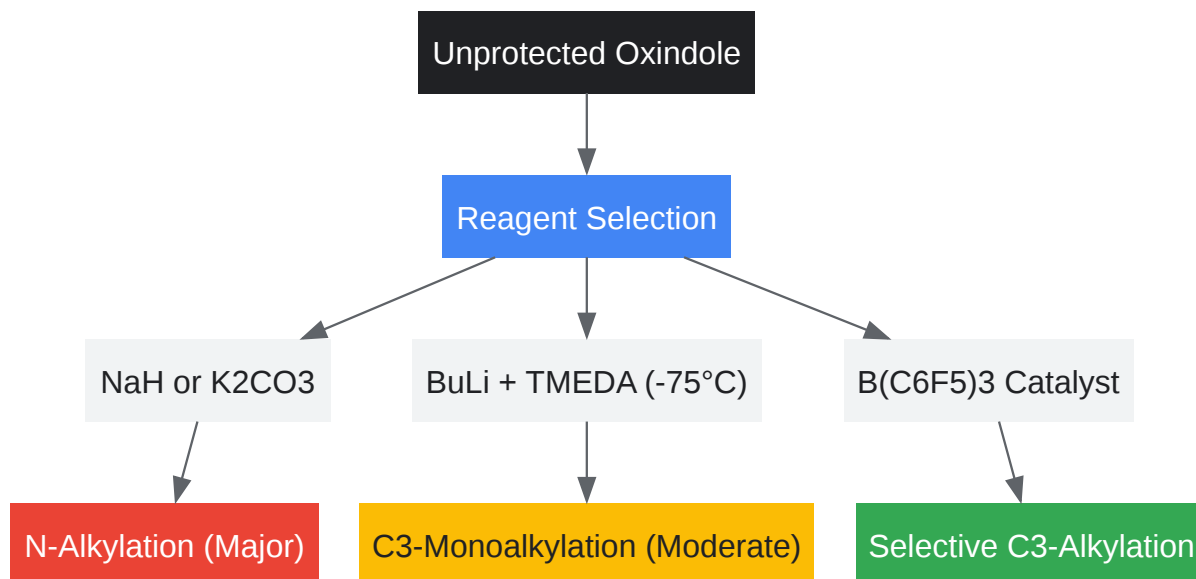 Unprotected Oxindole
Reagent Selection
NaH or K2CO3
BuLi + TMEDA (-75°C)
B(C6F5)3 Catalyst
N-Alkylation (Major)
C3-Monoalkylation (Moderate)
Selective C3-Alkylation